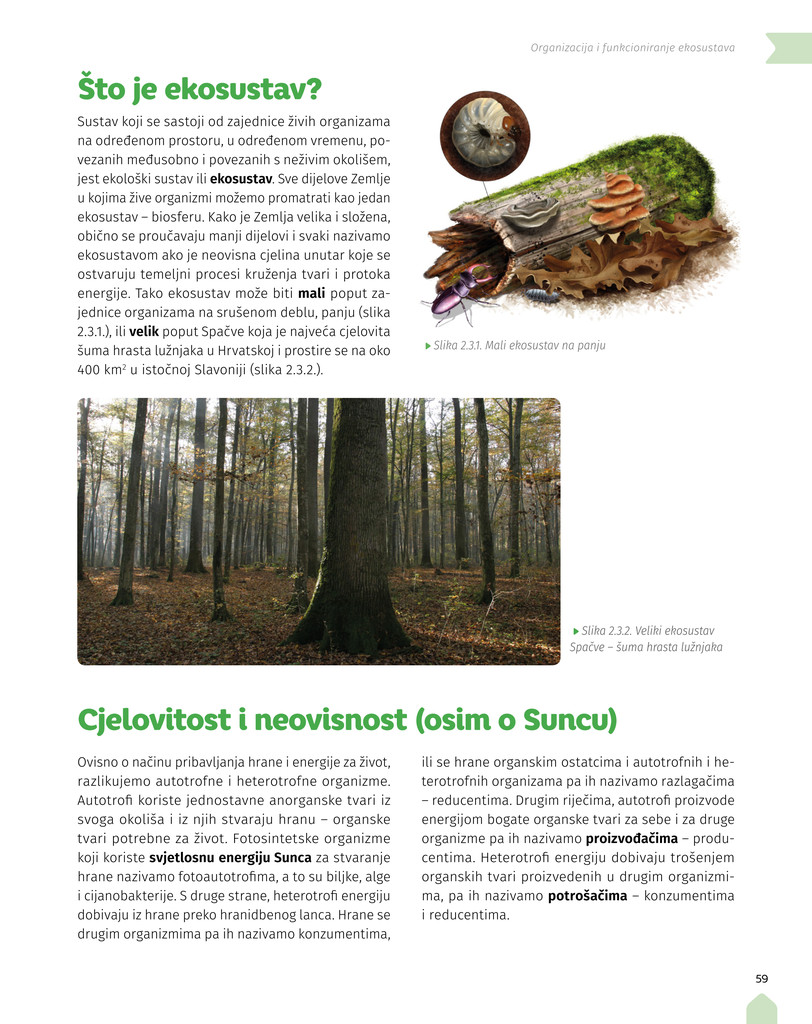 Organizacija i funkcioniranje ekosustava
Što je ekosustav?
Sustav koji se sastoji od zajednice živih organizama
na određenom prostoru, u određenom vremenu, po-
vezanih međusobno i povezanih s neživim okolišem,
jest ekološki sustav ili ekosustav. Sve dijelove Zemlje
u kojima žive organizmi možemo promatrati kao jedan
ekosustav – biosferu. Kako je Zemlja velika i složena,
obično se proučavaju manji dijelovi i svaki nazivamo
ekosustavom ako je neovisna cjelina unutar koje se
ostvaruju temeljni procesi kruženja tvari i protoka
energije. Tako ekosustav može biti mali poput za-
jednice organizama na srušenom deblu, panju (slika
2.3.1.), ili velik poput Spačve koja je najveća cjelovita
šuma hrasta lužnjaka u Hrvatskoj i prostire se na oko
400 km² u istočnoj Slavoniji (slika 2.3.2.).
Slika 2.3.1. Mali ekosustav na panju
Slika 2.3.2. Veliki ekosustav
Spačve – šuma hrasta lužnjaka
Cjelovitost i neovisnost (osim o Suncu)
Ovisno o načinu pribavljanja hrane i energije za život,
razlikujemo autotrofne i heterotrofne organizme.
Autotrofi koriste jednostavne anorganske tvari iz
svoga okoliša i iz njih stvaraju hranu – organske
tvari potrebne za život. Fotosintetske organizme
koji koriste svjetlosnu energiju Sunca za stvaranje
hrane nazivamo fotoautotrofima, a to su biljke, alge
i cijanobakterije. S druge strane, heterotrofi energiju
dobivaju iz hrane preko hranidbenog lanca. Hrane se
drugim organizmima pa ih nazivamo konzumentima,
ili se hrane organskim ostatcima i autotrofnih i he-
terotrofnih organizama pa ih nazivamo razlagačima
– reducentima. Drugim riječima, autotrofi proizvode
energijom bogate organske tvari za sebe i za druge
organizme pa ih nazivamo proizvođačima – produ-
centima. Heterotrofi energiju dobivaju trošenjem
organskih tvari proizvedenih u drugim organizmi-
ma, pa ih nazivamo potrošačima – konzumentima
i reducentima.
59